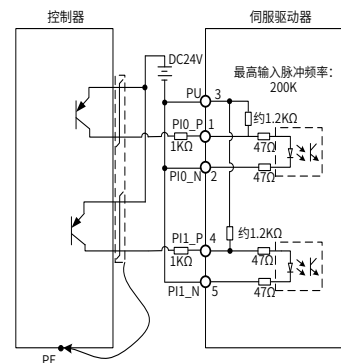 控制器
伺服驱动器
DC24V
最高输入脉冲频率：
200K
PU
3
约1.2KΩ
PI0_P
1
1KΩ
47Ω
PI0_N
2
47Ω
约1.2KΩ
PI1_P
4
1KΩ
47Ω
PI1_N
5
47Ω
PE